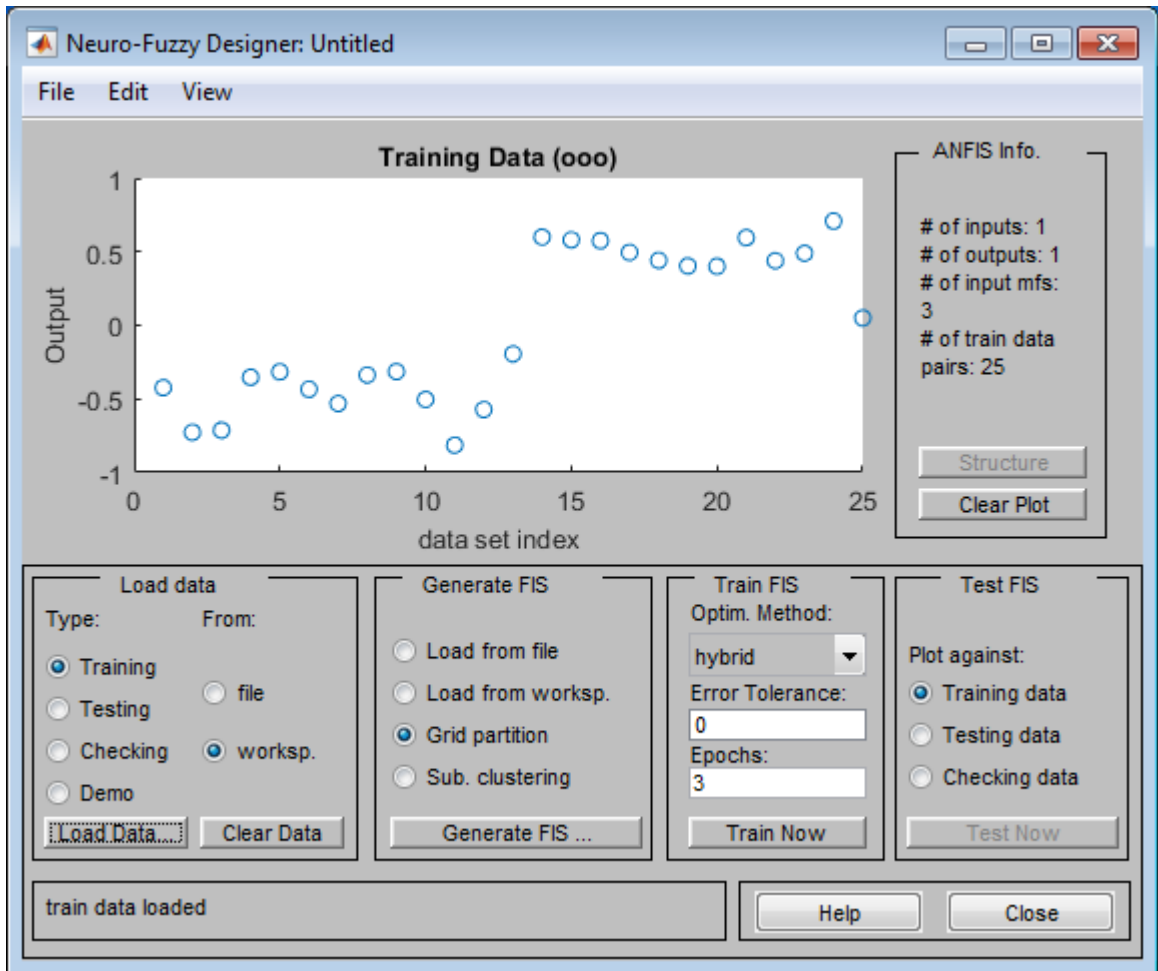 Neuro-Fuzzy Designer: Untitled
File Edit View
Training Data (ooo)
1
0.5
0
-0.5
-1
Output
0 5 10 15 20 25
data set index
ANFIS Info.
# of inputs: 1
# of outputs: 1
# of input mfs:
3
# of train data
pairs: 25
Structure
Clear Plot
Load data
Type: From:
Training
Testing
Checking
Demo
file
worksp.
Load Data... Clear Data
Generate FIS
Load from file
Load from worksp.
Grid partition
Sub. clustering
Generate FIS ...
Train FIS
Optim. Method:
hybrid
Error Tolerance:
0
Epochs:
3
Train Now
Test FIS
Plot against:
Training data
Testing data
Checking data
Test Now
train data loaded
Help Close